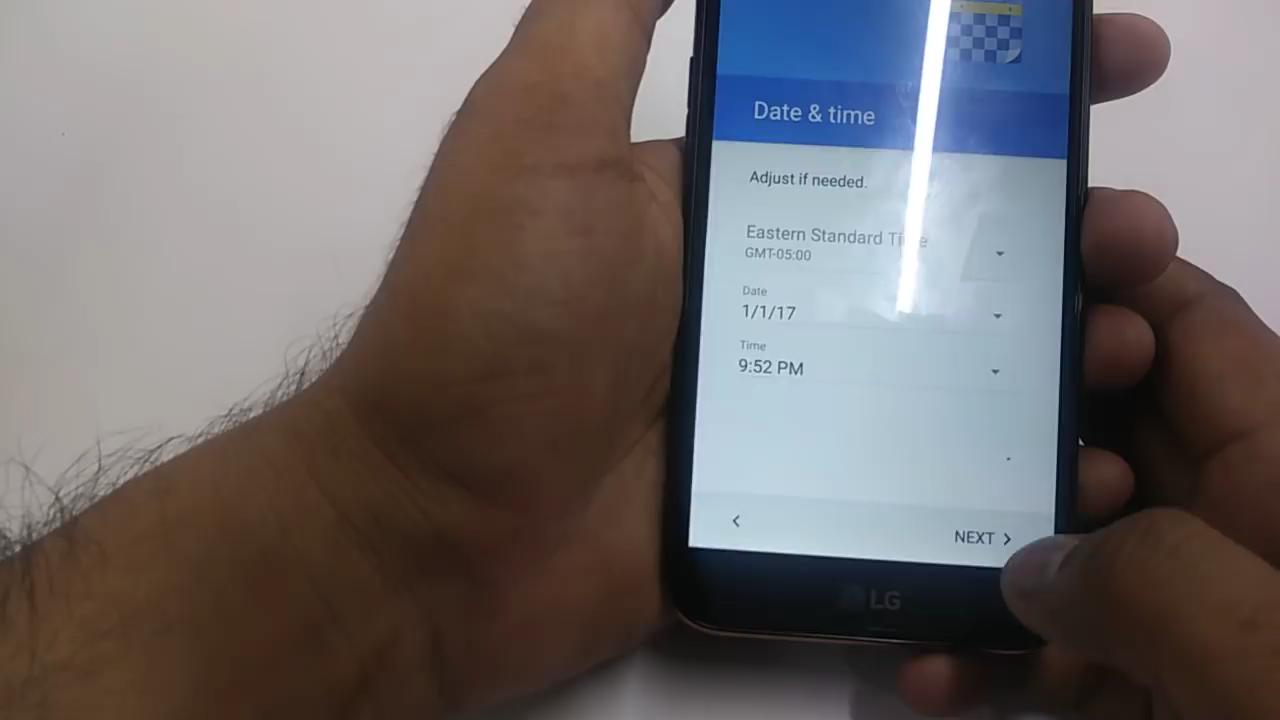 Date & time
Adjust if needed.
Eastern Standard Time
GMT-05:00
Date
1/1/17
Time
9:52 PM
NEXT
LG